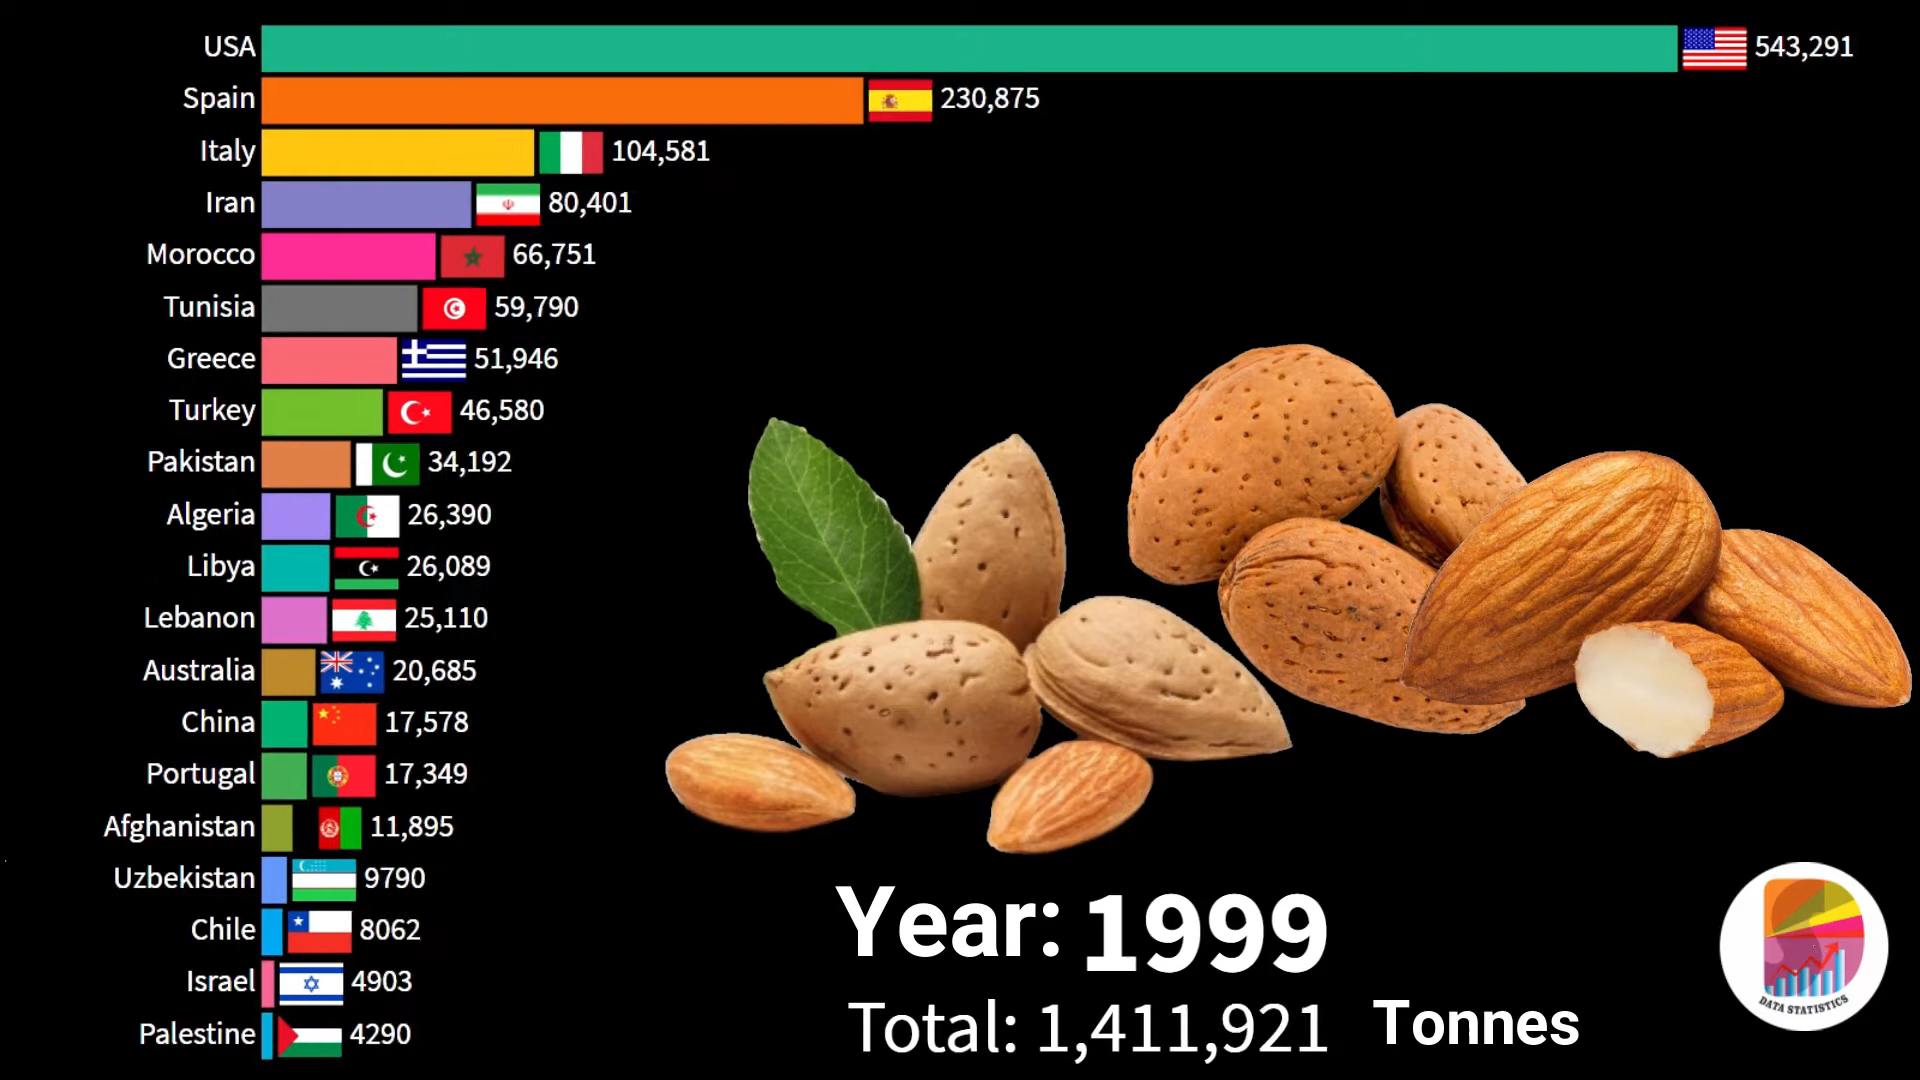 USA 543,291
Spain 230,875
Italy 104,581
Iran 80,401
Morocco 66,751
Tunisia 59,790
Greece 51,946
Turkey 46,580
Pakistan 34,192
Algeria 26,390
Libya 26,089
Lebanon 25,110
Australia 20,685
China 17,578
Portugal 17,349
Afghanistan 11,895
Uzbekistan 9790
Chile 8062
Israel 4903
Palestine 4290
Year: 1999
Total: 1,411,921 Tonnes
DATA STATISTICS